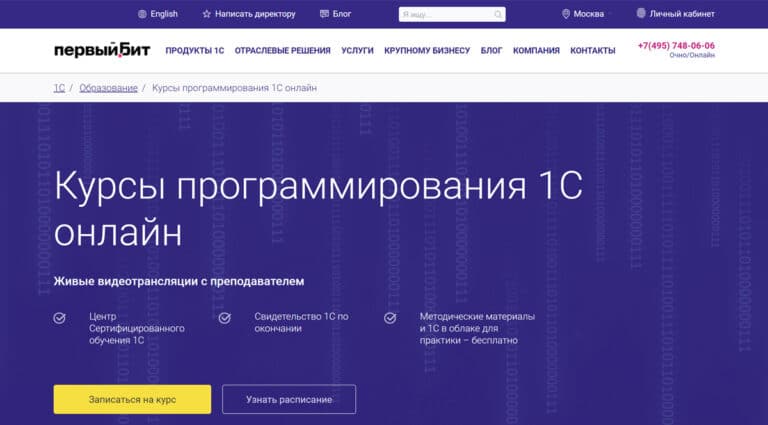 English
Написать директору
Блог
Я ищу...
Москва
Личный кабинет
первый.Бит
ПРОДУКТЫ 1С
ОТРАСЛЕВЫЕ РЕШЕНИЯ
УСЛУГИ
КРУПНОМУ БИЗНЕСУ
БЛОГ
КОМПАНИЯ
КОНТАКТЫ
+7(495) 748-06-06
Очно/Онлайн
1С / Образование / Курсы программирования 1С онлайн
Курсы программирования 1С
онлайн
Живые видеотрансляции с преподавателем
Центр
Сертифицированного
обучения 1С
Свидетельство 1С по
окончании
Методические материалы
и 1С в облаке для
практики – бесплатно
Записаться на курс
Узнать расписание